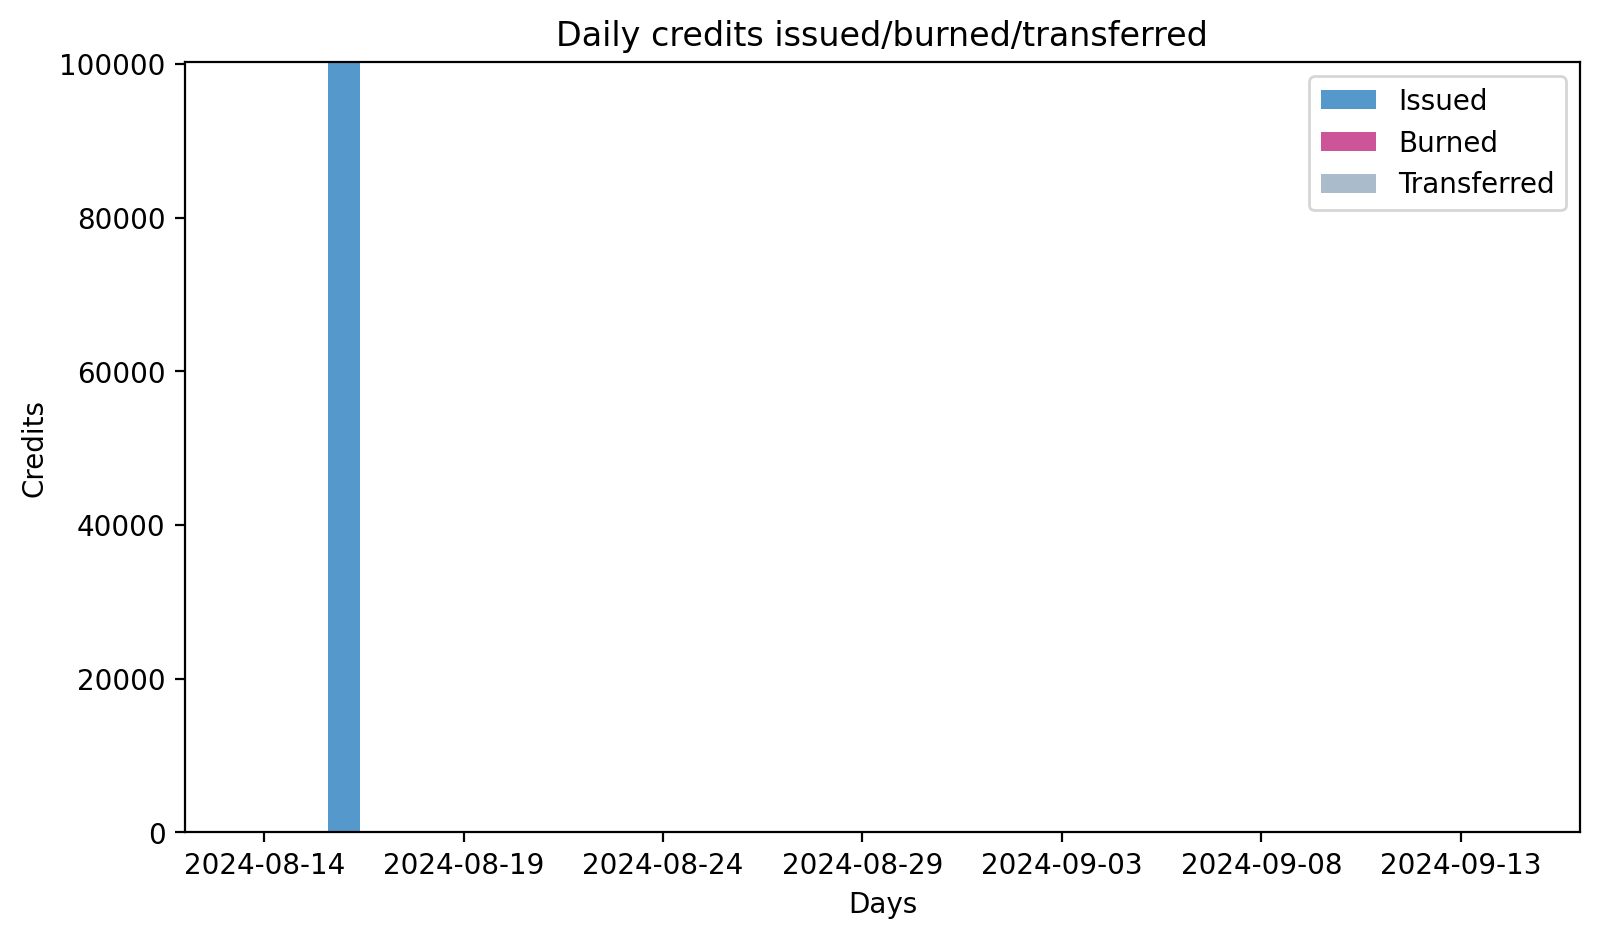 Daily credits issued/burned/transferred
100000
80000
60000
40000
20000
0
Credits
Issued
Burned
Transferred
2024-08-14 2024-08-19 2024-08-24 2024-08-29 2024-09-03 2024-09-08 2024-09-13
Days